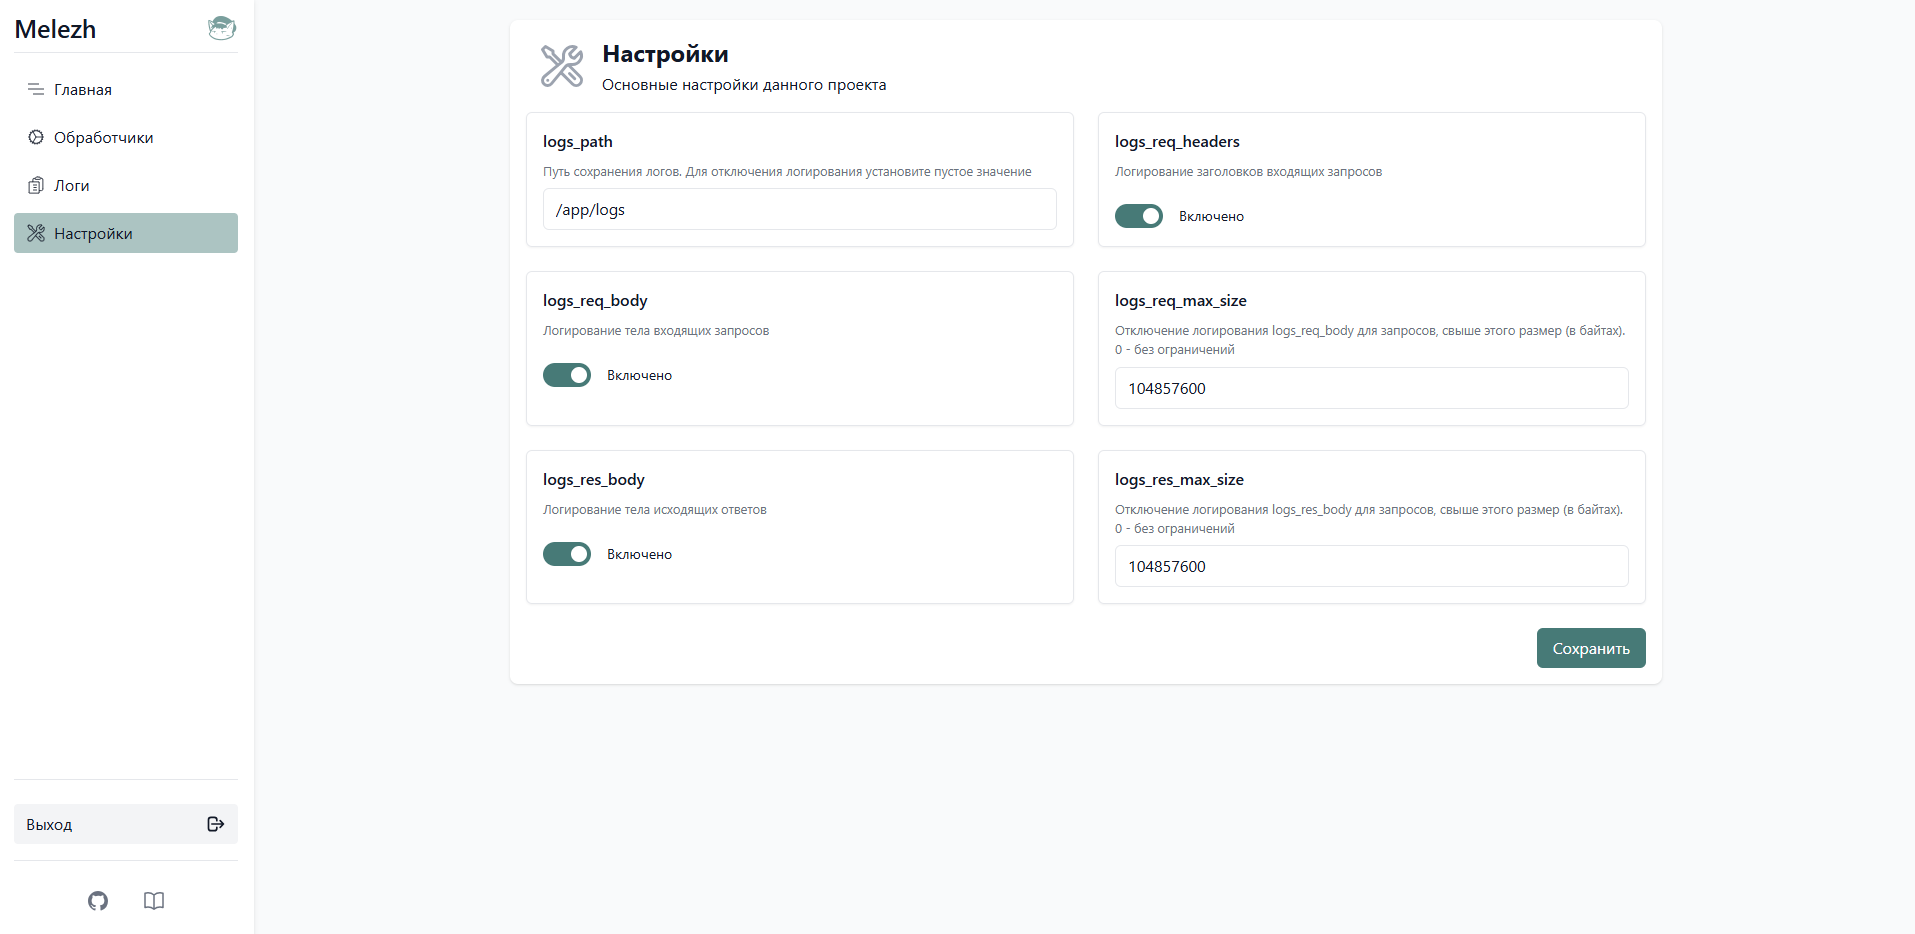 Melezh
Главная
Обработчики
Логи
Настройки
Выход
Настройки
Основные настройки данного проекта
logs_path
Путь сохранения логов. Для отключения логирования установите пустое значение
/app/logs
logs_req_headers
Логирование заголовков входящих запросов
Включено
logs_req_body
Логирование тела входящих запросов
Включено
logs_req_max_size
Отключение логирования logs_req_body для запросов, свыше этого размер (в байтах).
0 - без ограничений
104857600
logs_res_body
Логирование тела исходящих ответов
Включено
logs_res_max_size
Отключение логирования logs_res_body для запросов, свыше этого размер (в байтах).
0 - без ограничений
104857600
Сохранить